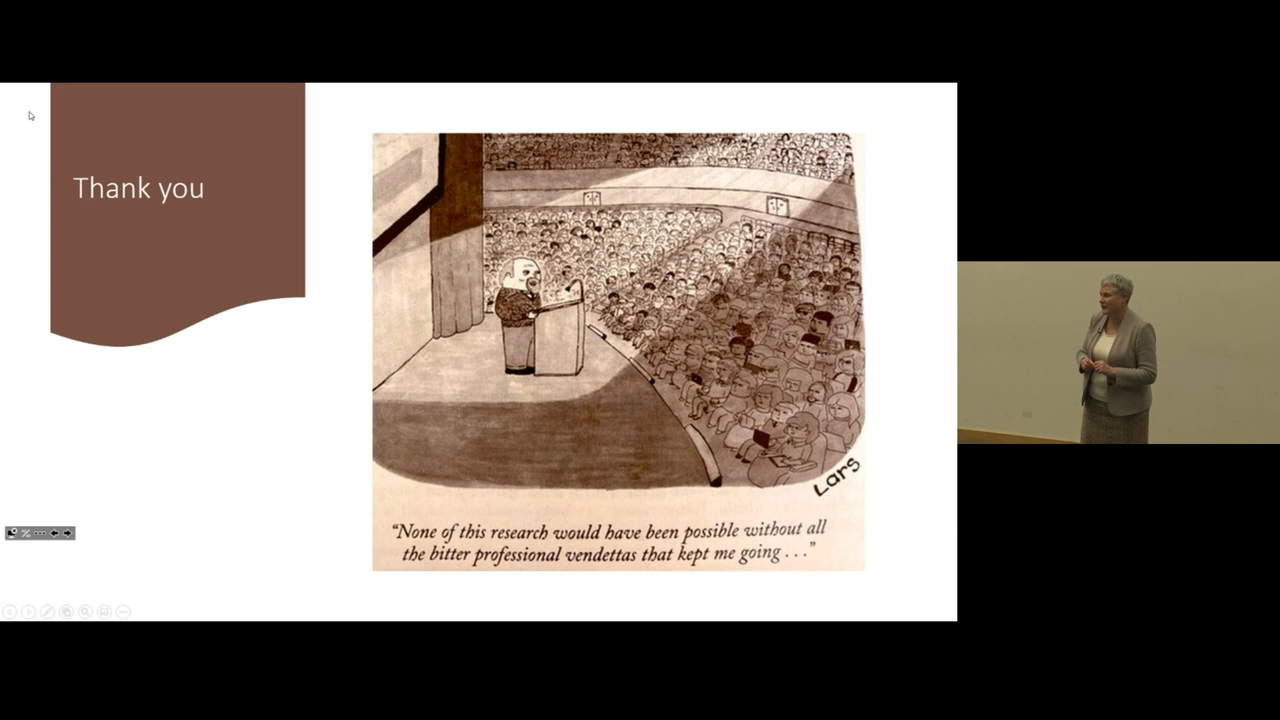 Thank you
Lars
“None of this research would have been possible without all
the bitter professional vendettas that kept me going . . .”